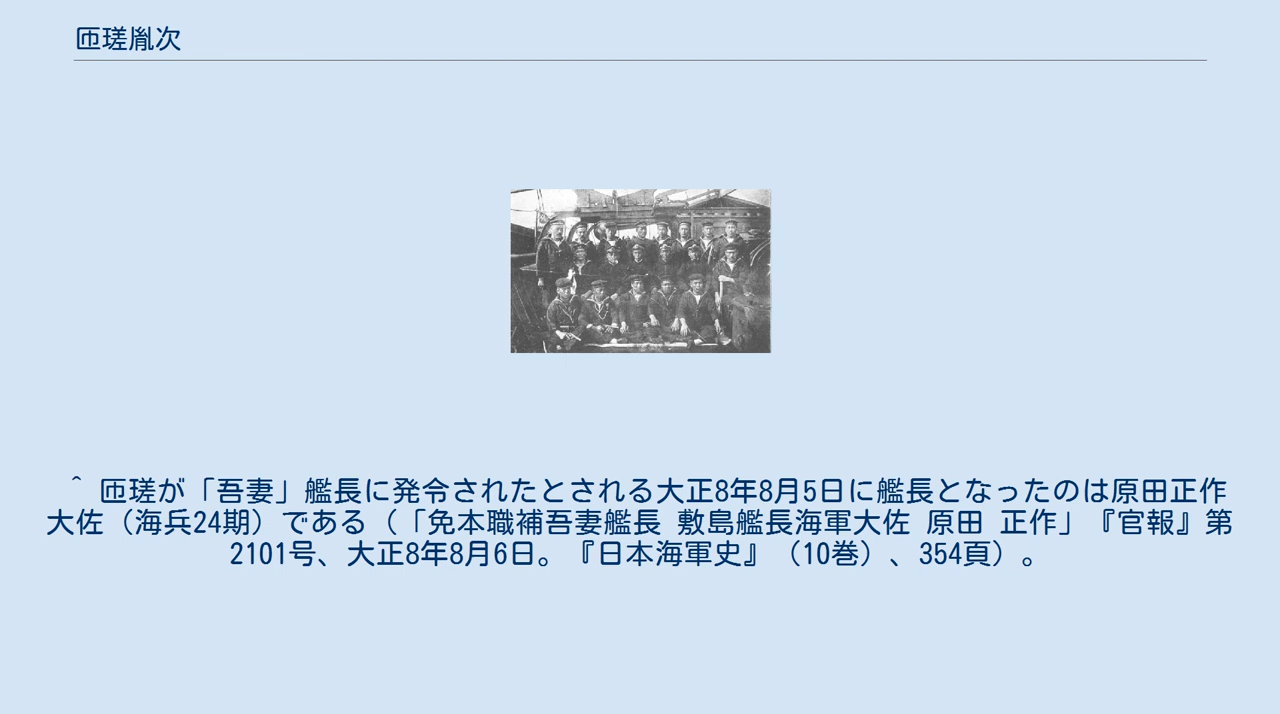 匝瑳胤次
^ 匝瑳が「吾妻」艦長に発令されたとされる大正8年8月5日に艦長となったのは原田正作
大佐（海兵24期）である（「免本職補吾妻艦長 敷島艦長海軍大佐 原田 正作」『官報』第
2101号、大正8年8月6日。『日本海軍史』（10巻）、354頁）。